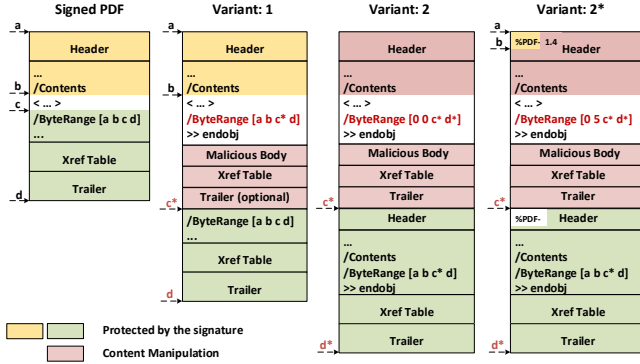 Signed PDF
a
Header
...
/Contents
b
< ... >
c
/ByteRange [a b c d]
...
Xref Table
Trailer
d
Variant: 1
a
Header
...
/Contents
b
< ... >
/ByteRange [a b c* d]
>> endobj
Malicious Body
Xref Table
Trailer (optional)
c*
/ByteRange [a b c d]
...
Xref Table
Trailer
d
Variant: 2
Header
...
/Contents
< ... >
/ByteRange [0 0 c* d*]
>> endobj
Malicious Body
Xref Table
Trailer
c*
Header
...
/Contents
/ByteRange [a b c* d]
>> endobj
Xref Table
Trailer
d*
Variant: 2*
a
%PDF- 1.4
b
Header
...
/Contents
< ... >
/ByteRange [0 5 c* d*]
>> endobj
Malicious Body
Xref Table
Trailer
c*
%PDF- Header
...
/Contents
/ByteRange [a b c* d]
>> endobj
Xref Table
Trailer
d*
Protected by the signature
Content Manipulation